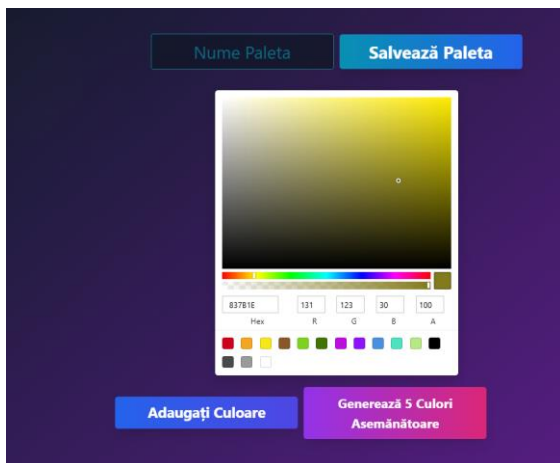 Nume Paleta
Salvează Paleta
837B1E 131 123 30 100
Hex R G B A
Adaugați Culoare
Generează 5 Culori
Asemănătoare